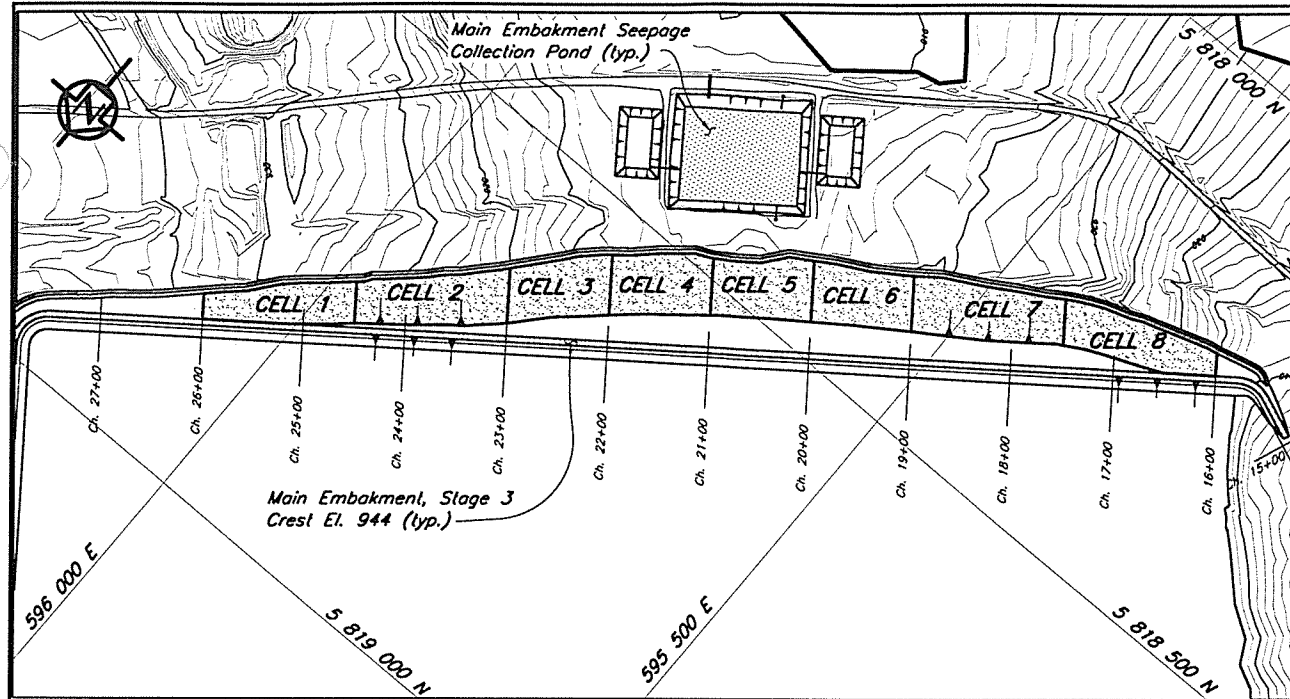 Main Embakment Seepage
Collection Pond (typ.)
5 818 000 N
CELL 1
CELL 2
CELL 3
CELL 4
CELL 5
CELL 6
CELL 7
CELL 8
Ch. 27+00
Ch. 26+00
Ch. 25+00
Ch. 24+00
Ch. 23+00
Ch. 22+00
Ch. 21+00
Ch. 20+00
Ch. 19+00
Ch. 18+00
Ch. 17+00
Ch. 16+00
15+00
Main Embakment, Stage 3
Crest El. 944 (typ.)
596 000 E
5 819 000 N
595 500 E
5 818 500 N